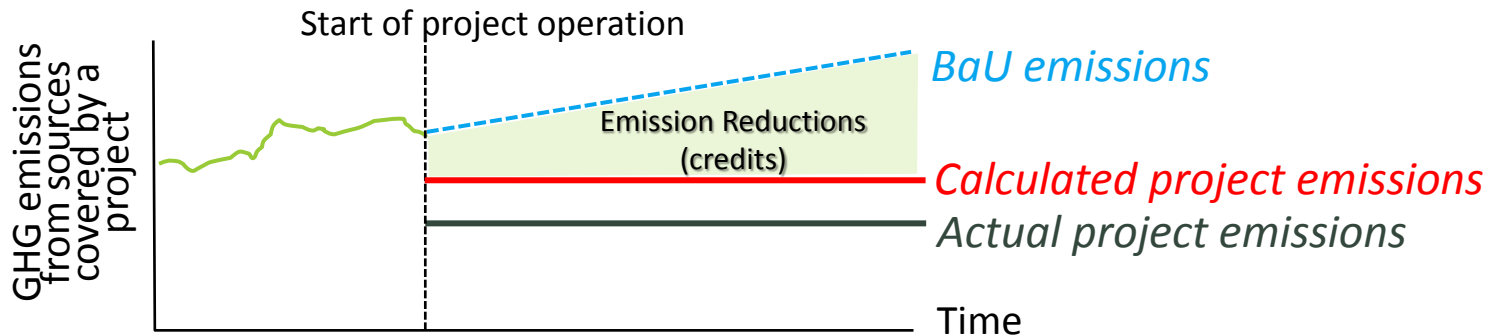 Start of project operation
GHG emissions
from sources
covered by a
project
BaU emissions
Emission Reductions
(credits)
Calculated project emissions
Actual project emissions
Time